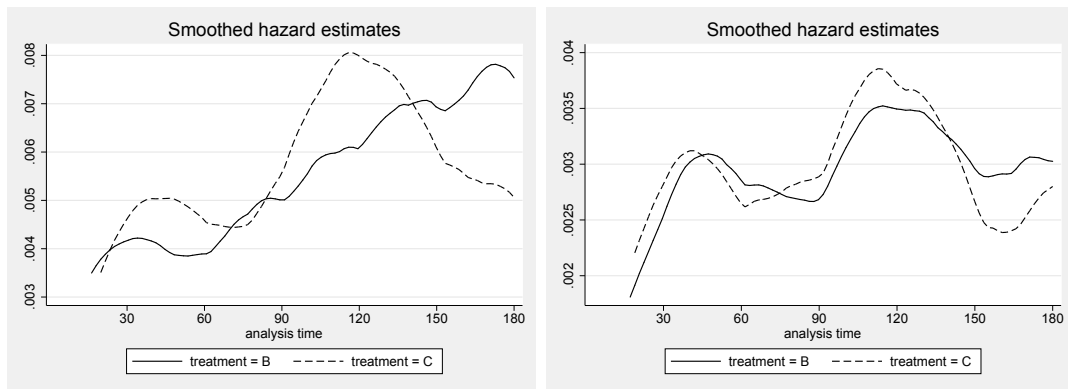 Smoothed hazard estimates
.008
.007
.006
.005
.004
.003
30 60 90 120 150 180
analysis time
treatment = B treatment = C
Smoothed hazard estimates
.004
.0035
.003
.0025
.002
30 60 90 120 150 180
analysis time
treatment = B treatment = C